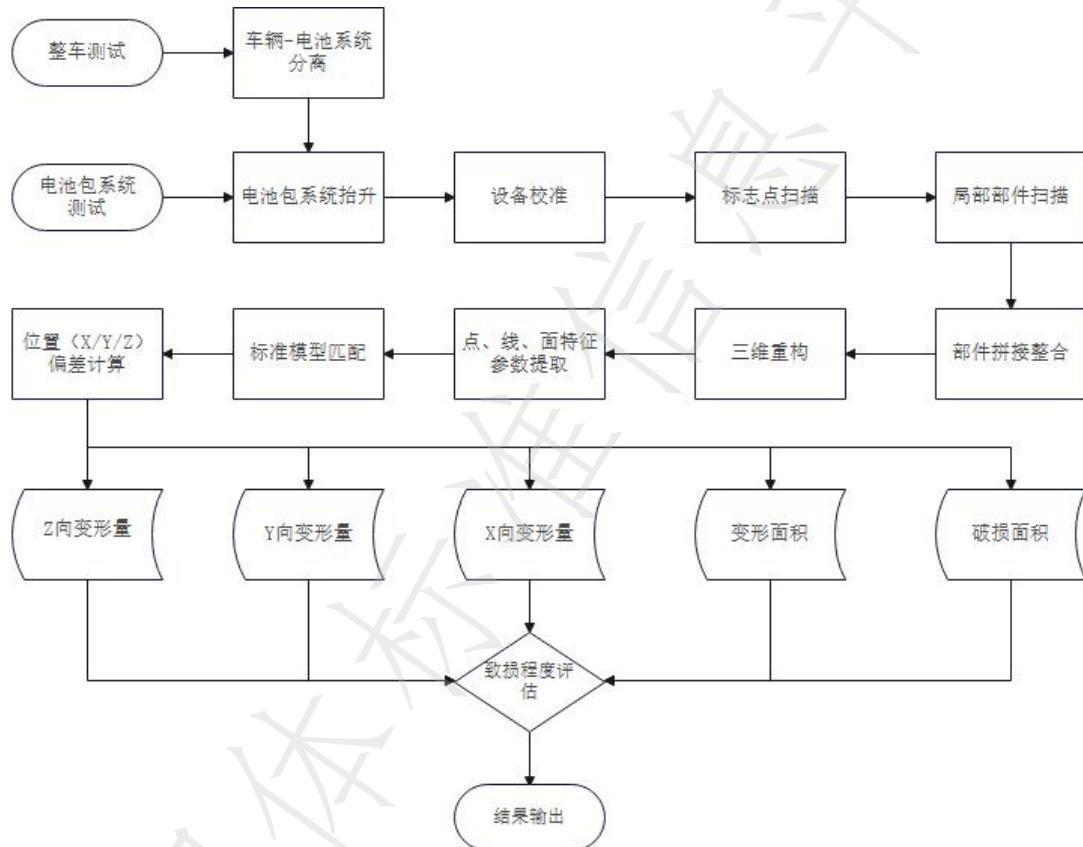 整车测试
车辆-电池系统
分离
电池包系统
测试
电池包系统抬升
设备校准
标志点扫描
局部部件扫描
位置（X/Y/Z）
偏差计算
标准模型匹配
点、线、面特征
参数提取
三维重构
部件拼接整合
Z向变形量
Y向变形量
X向变形量
变形面积
破损面积
致损程度评
估
结果输出
体标准信息